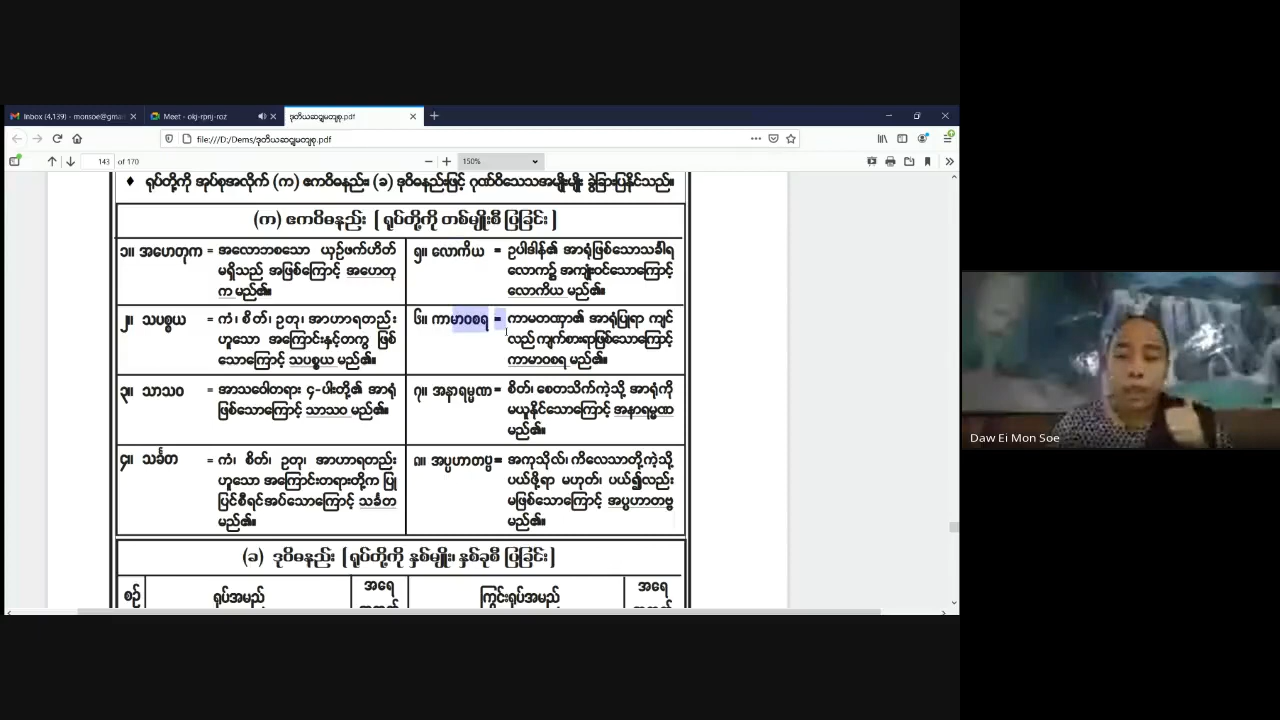 Inbox (4,139) - monsoe@gmai
Meet - okj-rpnj-roz
ဒုတိယဆင့်မတျစု.pdf
file:///D:/Dems/ဒုတိယဆင့်မတျစု.pdf
143 of 170
150%
♦ ရုပ်တို့ကို အုပ်စုအလိုက် (က) ဧကဝိဓနည်း၊ (ခ) ဒုဝိဓနည်းဖြင့် ဂုဏ်ဝိသေသအမျိုးမျိုး ခွဲခြားပြနိုင်သည်။
(က) ဧကဝိဓနည်း [ ရုပ်တို့ကို တစ်မျိုးစီ ပြခြင်း ]
၁။ အဟေတုက = အလောဘစသော ယှဉ်ဖက်ဟိတ်
မရှိသည် အဖြစ်ကြောင့် အဟေတု
က မည်၏။
၅။ လောကီယ = ဥပါဒါန်၏ အာရုံဖြစ်သောသင်္ခါရ
လောက၌ အကျုံးဝင်သောကြောင့်
လောကီယ မည်၏။
၂။ သပစ္စယ = ကံ၊ စိတ်၊ ဥတု၊ အာဟာရတည်း
ဟူသော အကြောင်းနှင့်တကွ ဖြစ်
သောကြောင့် သပစ္စယ မည်၏။
၆။ ကာမာဝစရ = ကာမတဏှာ၏ အာရုံပြုရာ ကျင်
လည် ကျက်စားရာဖြစ်သောကြောင့်
ကာမာဝစရ မည်၏။
၃။ သာသဝ = အာသဝေါတရား ၄-ပါးတို့၏ အာရုံ
ဖြစ်သောကြောင့် သာသဝ မည်၏။
၇။ အနာရမ္မဏ = စိတ်၊ စေတသိက်ကဲ့သို့ အာရုံကို
မယူနိုင်သောကြောင့် အနာရမ္မဏ
မည်၏။
၄။ သင်္ခတ = ကံ၊ စိတ်၊ ဥတု၊ အာဟာရတည်း
ဟူသော အကြောင်းတရားတို့က ပြု
ပြင်စီရင်အပ်သောကြောင့် သင်္ခတ
မည်၏။
၈။ အပ္ပဟာတဗ္ဗ = အကုသိုလ်၊ ကိလေသာတို့ကဲ့သို့
ပယ်ဖို့ရာ မဟုတ်၊ ပယ်၍လည်း
မဖြစ်သောကြောင့် အပ္ပဟာတဗ္ဗ
မည်၏။
(ခ) ဒုဝိဓနည်း [ ရုပ်တို့ကို နှစ်မျိုး၊ နှစ်ခုစီ ပြခြင်း ]
စဉ် ရုပ်အမည် အရေ ကြွင်းရုပ်အမည် အရေ
Daw Ei Mon Soe